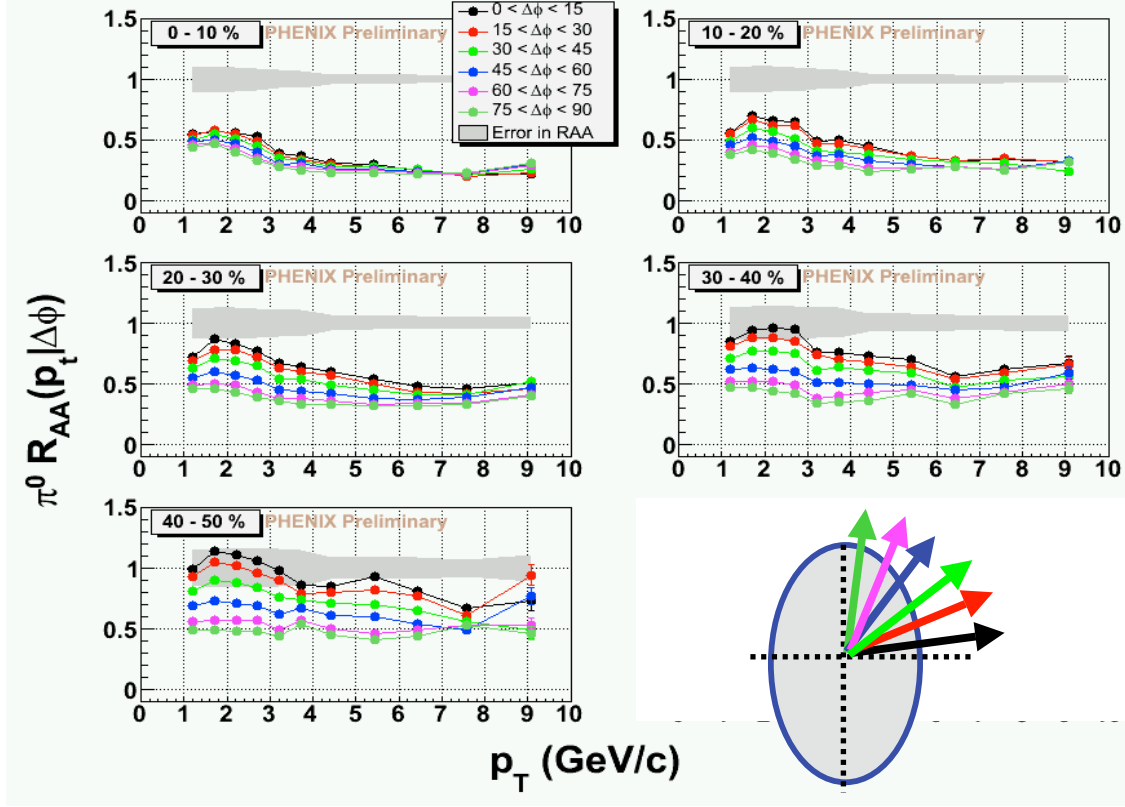 0 < Δϕ < 15
15 < Δϕ < 30
30 < Δϕ < 45
45 < Δϕ < 60
60 < Δϕ < 75
75 < Δϕ < 90
Error in RAA
0 - 10 %
PHENIX Preliminary
1.5
1
0.5
0
0 1 2 3 4 5 6 7 8 9 10
10 - 20 %
PHENIX Preliminary
1.5
1
0.5
0
0 1 2 3 4 5 6 7 8 9 10
20 - 30 %
PHENIX Preliminary
1.5
1
0.5
0
0 1 2 3 4 5 6 7 8 9 10
30 - 40 %
PHENIX Preliminary
1.5
1
0.5
0
0 1 2 3 4 5 6 7 8 9 10
40 - 50 %
PHENIX Preliminary
1.5
1
0.5
0
0 1 2 3 4 5 6 7 8 9 10
π⁰ R_AA(p_t|Δϕ)
p_T (GeV/c)